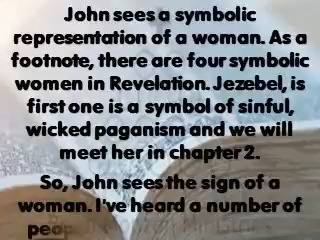 John sees a symbolic
representation of a woman. As a
footnote, there are four symbolic
women in Revelation. Jezebel, is
first one is a symbol of sinful,
wicked paganism and we will
meet her in chapter 2.
So, John sees the sign of a
woman. I've heard a number of